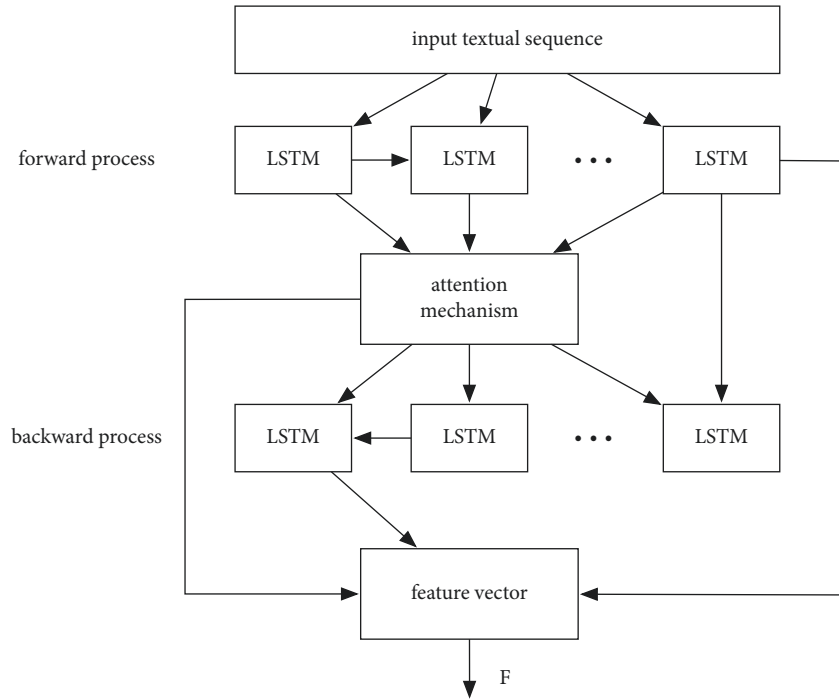 input textual sequence
forward process
LSTM
LSTM
...
LSTM
attention
mechanism
backward process
LSTM
LSTM
...
LSTM
feature vector
F